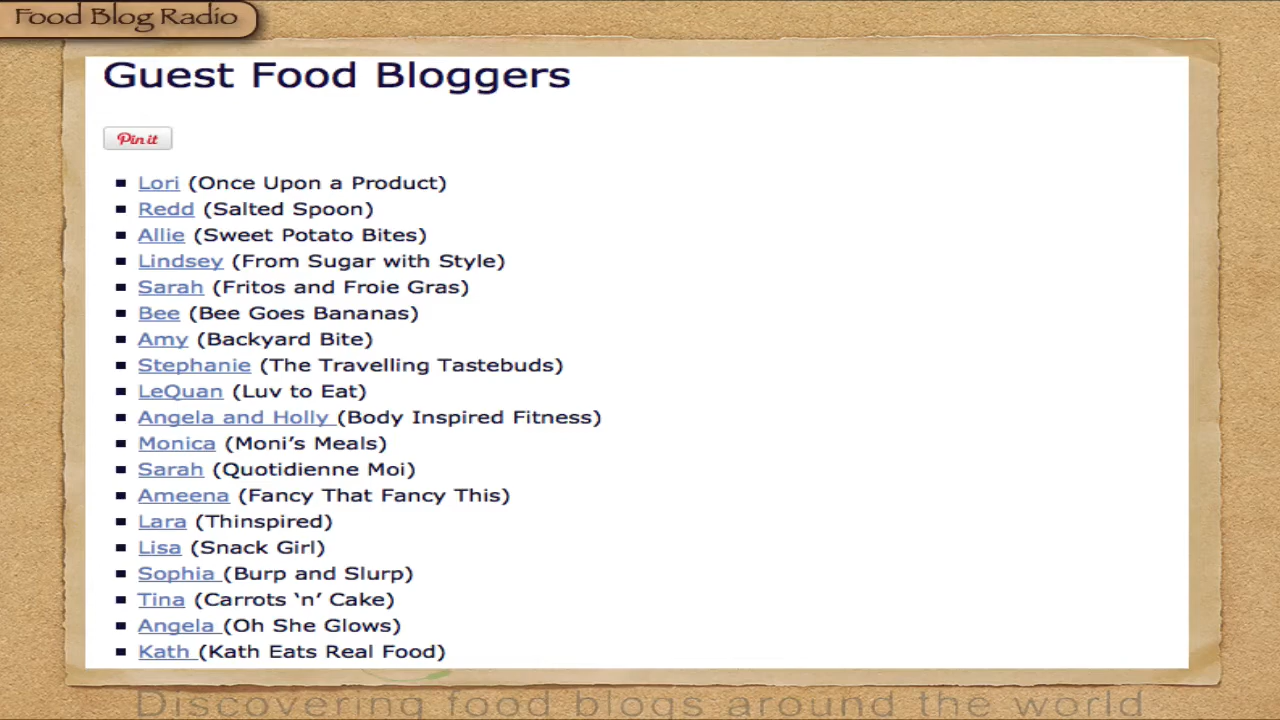 Food Blog Radio
Guest Food Bloggers
Pin it
Lori (Once Upon a Product)
Redd (Salted Spoon)
Allie (Sweet Potato Bites)
Lindsey (From Sugar with Style)
Sarah (Fritos and Froie Gras)
Bee (Bee Goes Bananas)
Amy (Backyard Bite)
Stephanie (The Travelling Tastebuds)
LeQuan (Luv to Eat)
Angela and Holly (Body Inspired Fitness)
Monica (Moni’s Meals)
Sarah (Quotidienne Moi)
Ameena (Fancy That Fancy This)
Lara (Thinspired)
Lisa (Snack Girl)
Sophia (Burp and Slurp)
Tina (Carrots ‘n’ Cake)
Angela (Oh She Glows)
Kath (Kath Eats Real Food)
Discovering food blogs around the world